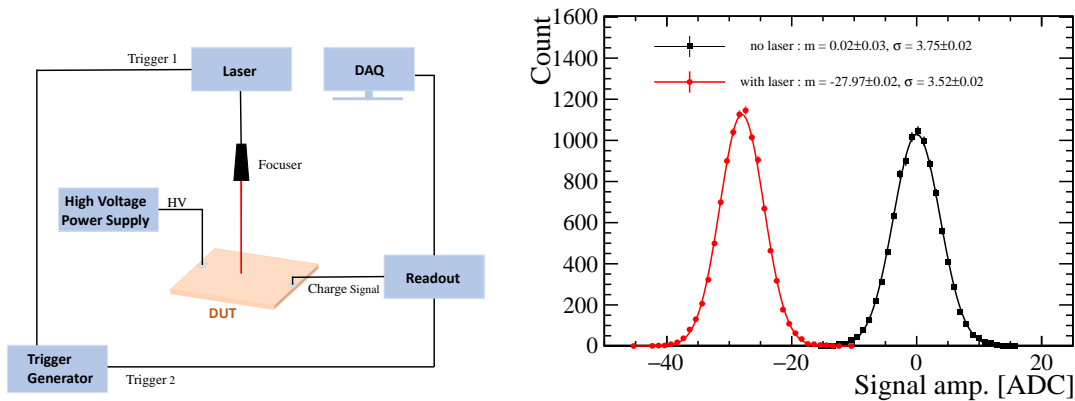 Trigger 1
Laser
DAQ
Focuser
High Voltage
Power Supply
HV
Readout
Charge Signal
DUT
Trigger
Generator
Trigger 2
Count
1600
1400
1200
1000
800
600
400
200
0
no laser : m = 0.02±0.03, σ = 3.75±0.02
with laser : m = -27.97±0.02, σ = 3.52±0.02
−40 −20 0 20
Signal amp. [ADC]